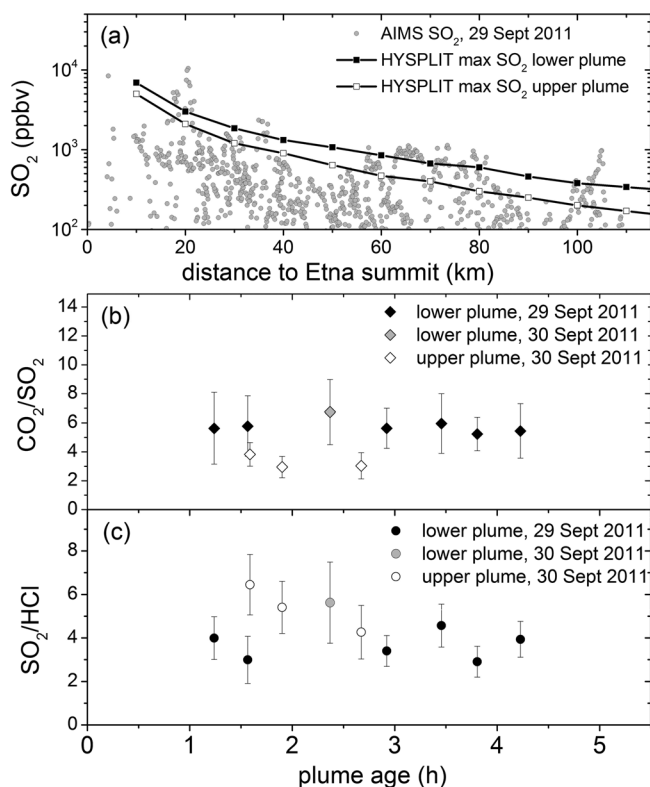 (a)
AIMS SO₂, 29 Sept 2011
HYSPLIT max SO₂ lower plume
HYSPLIT max SO₂ upper plume
SO₂ (ppbv)
10⁴
10³
10²
0 20 40 60 80 100
distance to Etna summit (km)
(b)
lower plume, 29 Sept 2011
lower plume, 30 Sept 2011
upper plume, 30 Sept 2011
CO₂/SO₂
14
12
10
8
6
4
2
0
(c)
lower plume, 29 Sept 2011
lower plume, 30 Sept 2011
upper plume, 30 Sept 2011
SO₂/HCl
8
6
4
2
0
0 1 2 3 4 5
plume age (h)